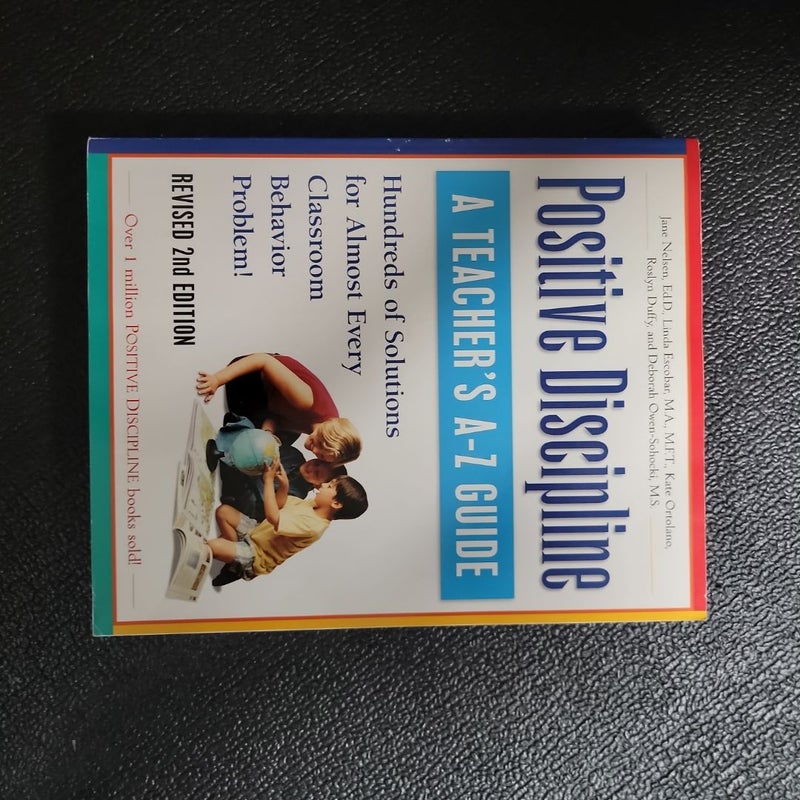 Jane Nelsen, Ed.D., Linda Escobar, M.A., M.F.T., Kate Ortolano,
Roslyn Duffy, and Deborah Owen-Sohocki, M.S.
Positive Discipline
A TEACHER'S A-Z GUIDE
Hundreds of Solutions
for Almost Every
Classroom
Behavior
Problem!
REVISED 2nd EDITION
Over 1 million POSITIVE DISCIPLINE books sold!